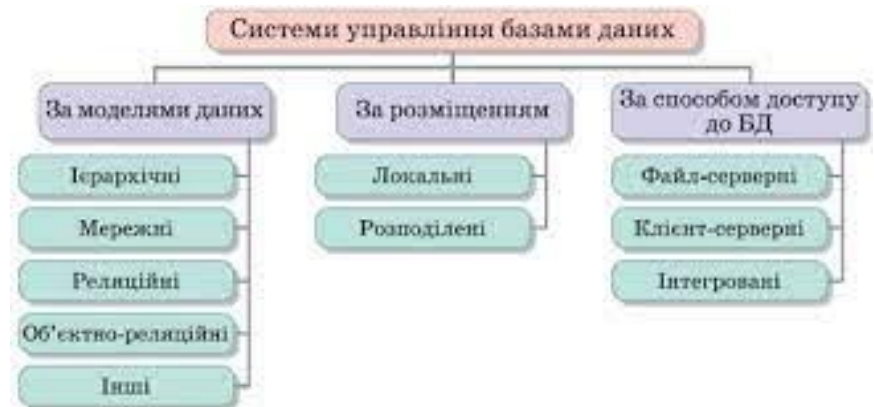 Системи управління базами даних
За моделями даних
Ієрархічні
Мережні
Реляційні
Об'єктно-реляційні
Інші
За розміщенням
Локальні
Розподілені
За способом доступу
до БД
Файл-серверні
Клієнт-серверні
Інтегровані